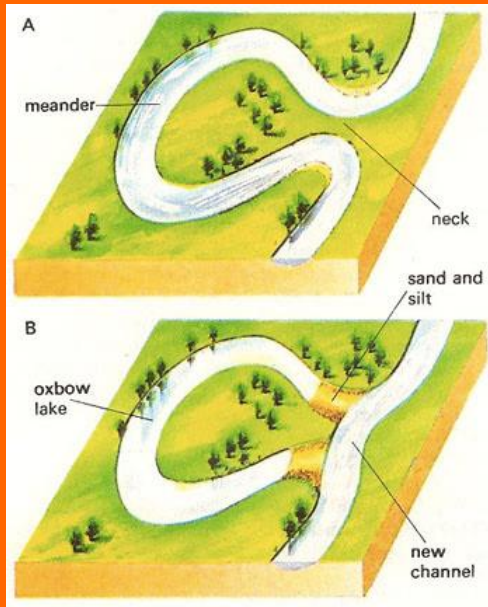 A
meander
neck
sand and
silt
B
oxbow
lake
new
channel